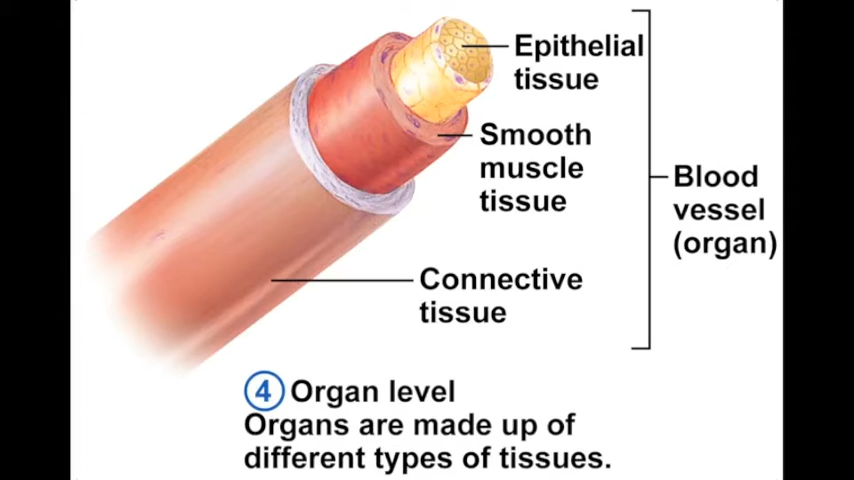 Epithelial
tissue
Smooth
muscle
tissue
Blood
vessel
(organ)
Connective
tissue
4 Organ level
Organs are made up of
different types of tissues.